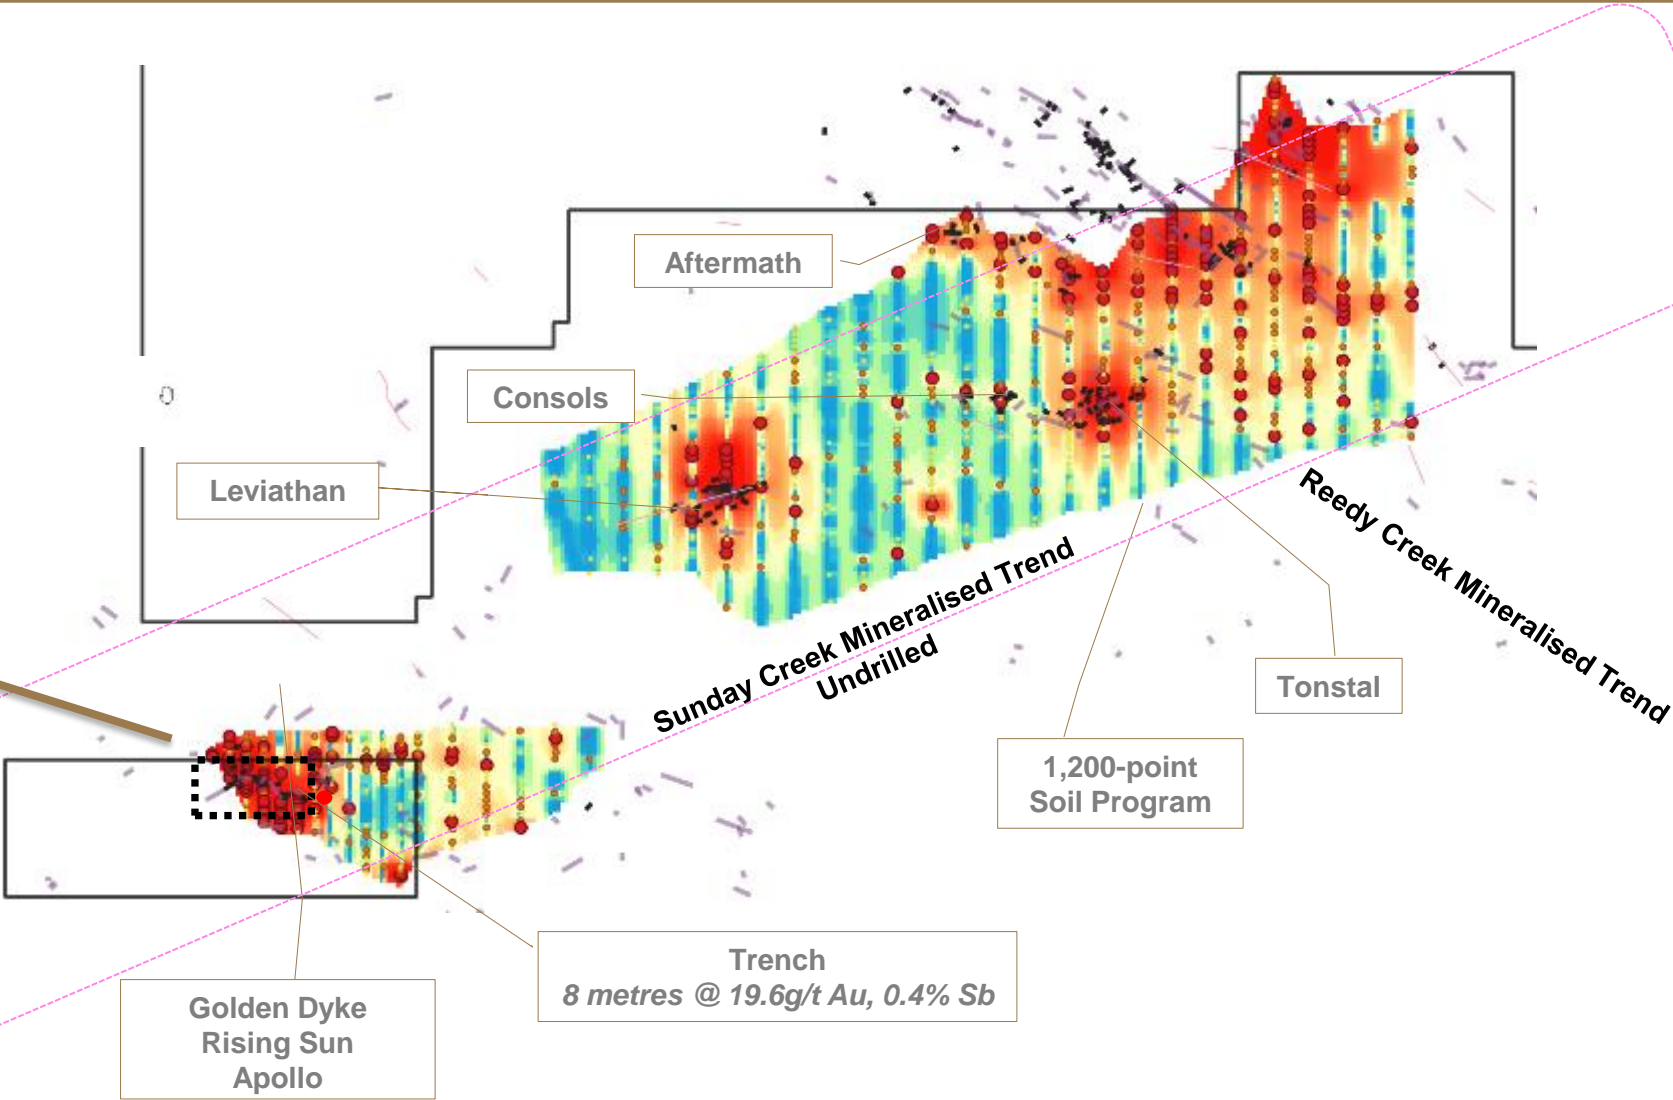 Aftermath
Consols
Leviathan
Reedy Creek Mineralised Trend
Sunday Creek Mineralised Trend
Undrilled
Tonstal
1,200-point
Soil Program
Trench
8 metres @ 19.6g/t Au, 0.4% Sb
Golden Dyke
Rising Sun
Apollo